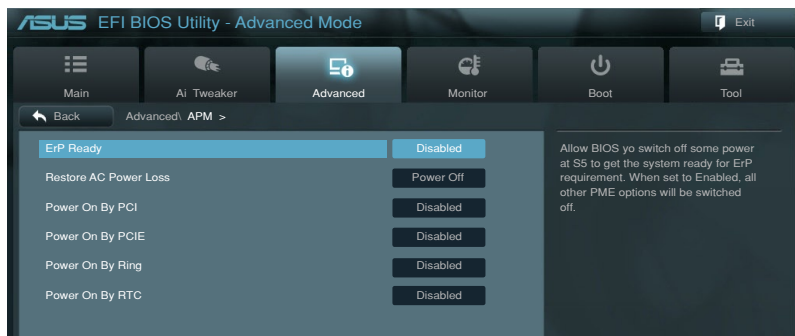 ASUS EFI BIOS Utility - Advanced Mode
Exit
Main
Ai Tweaker
Advanced
Monitor
Boot
Tool
Back
Advanced\ APM >
ErP Ready Disabled
Restore AC Power Loss Power Off
Power On By PCI Disabled
Power On By PCIE Disabled
Power On By Ring Disabled
Power On By RTC Disabled
Allow BIOS yo switch off some power
at S5 to get the system ready for ErP
requirement. When set to Enabled, all
other PME options will be switched
off.